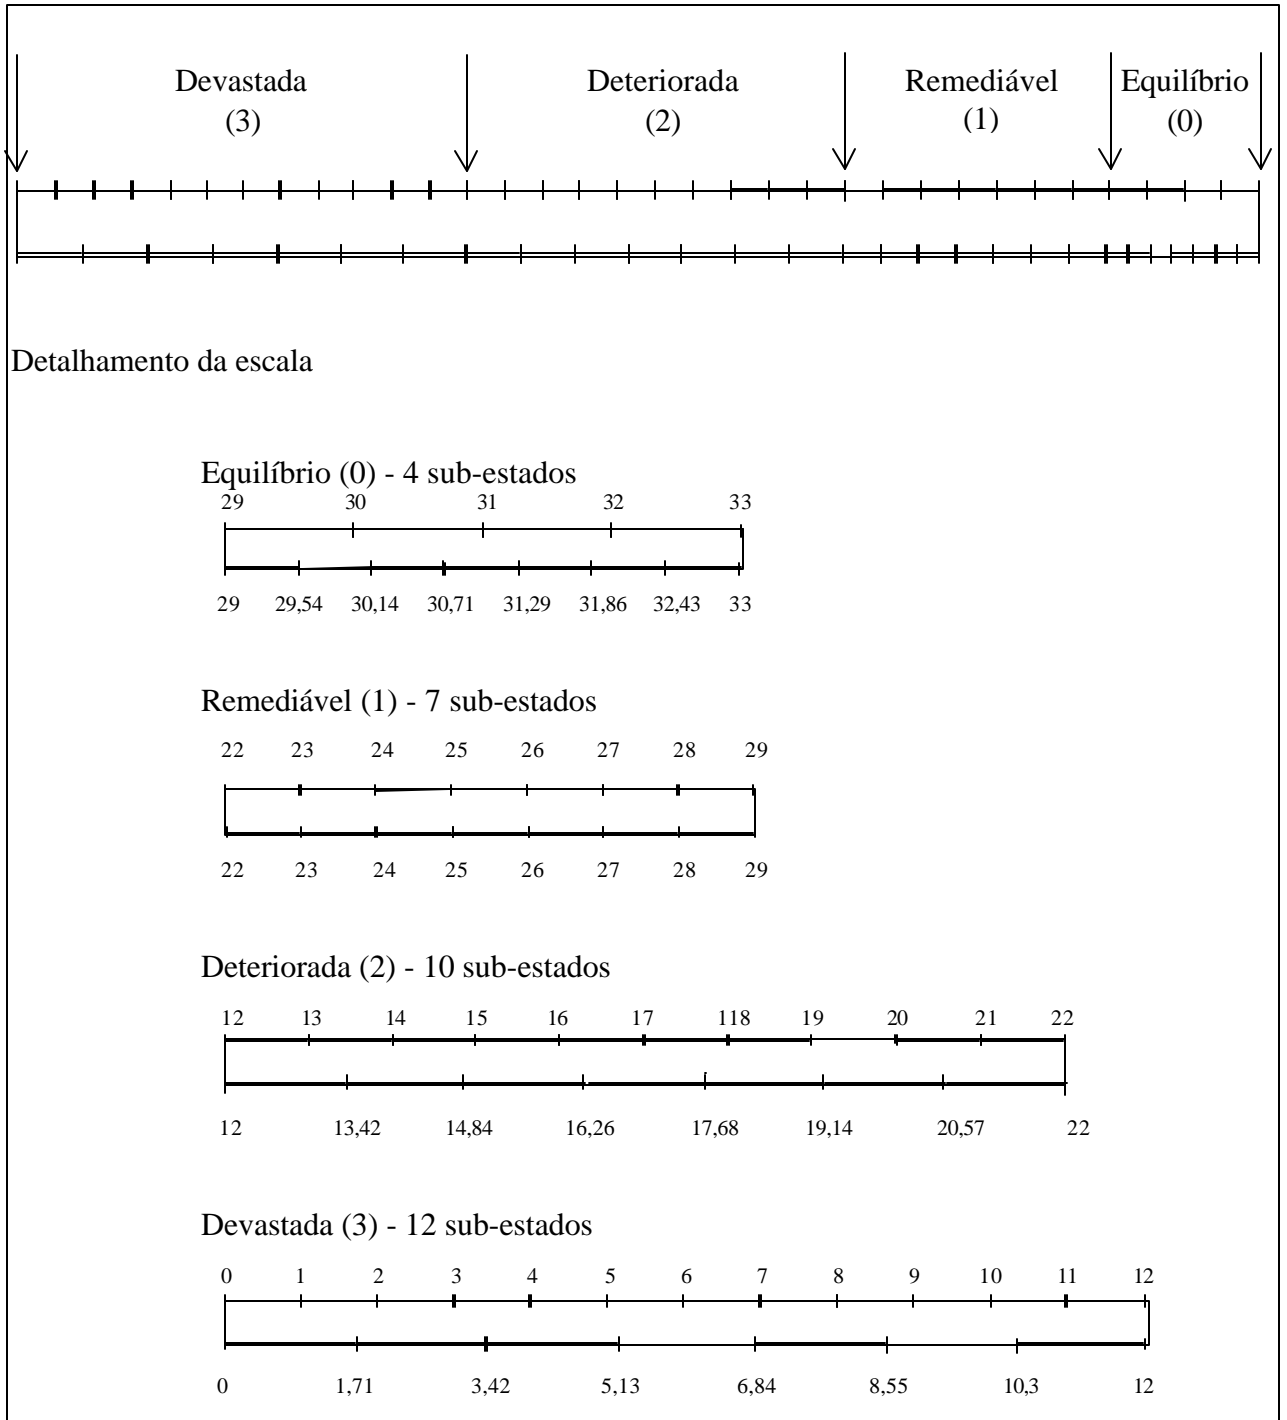 Devastada Deteriorada Remediável Equilíbrio
(3) (2) (1) (0)
Detalhamento da escala
Equilíbrio (0) - 4 sub-estados
29 30 31 32 33
29 29,54 30,14 30,71 31,29 31,86 32,43 33
Remediável (1) - 7 sub-estados
22 23 24 25 26 27 28 29
22 23 24 25 26 27 28 29
Deteriorada (2) - 10 sub-estados
12 13 14 15 16 17 118 19 20 21 22
12 13,42 14,84 16,26 17,68 19,14 20,57 22
Devastada (3) - 12 sub-estados
0 1 2 3 4 5 6 7 8 9 10 11 12
0 1,71 3,42 5,13 6,84 8,55 10,3 12